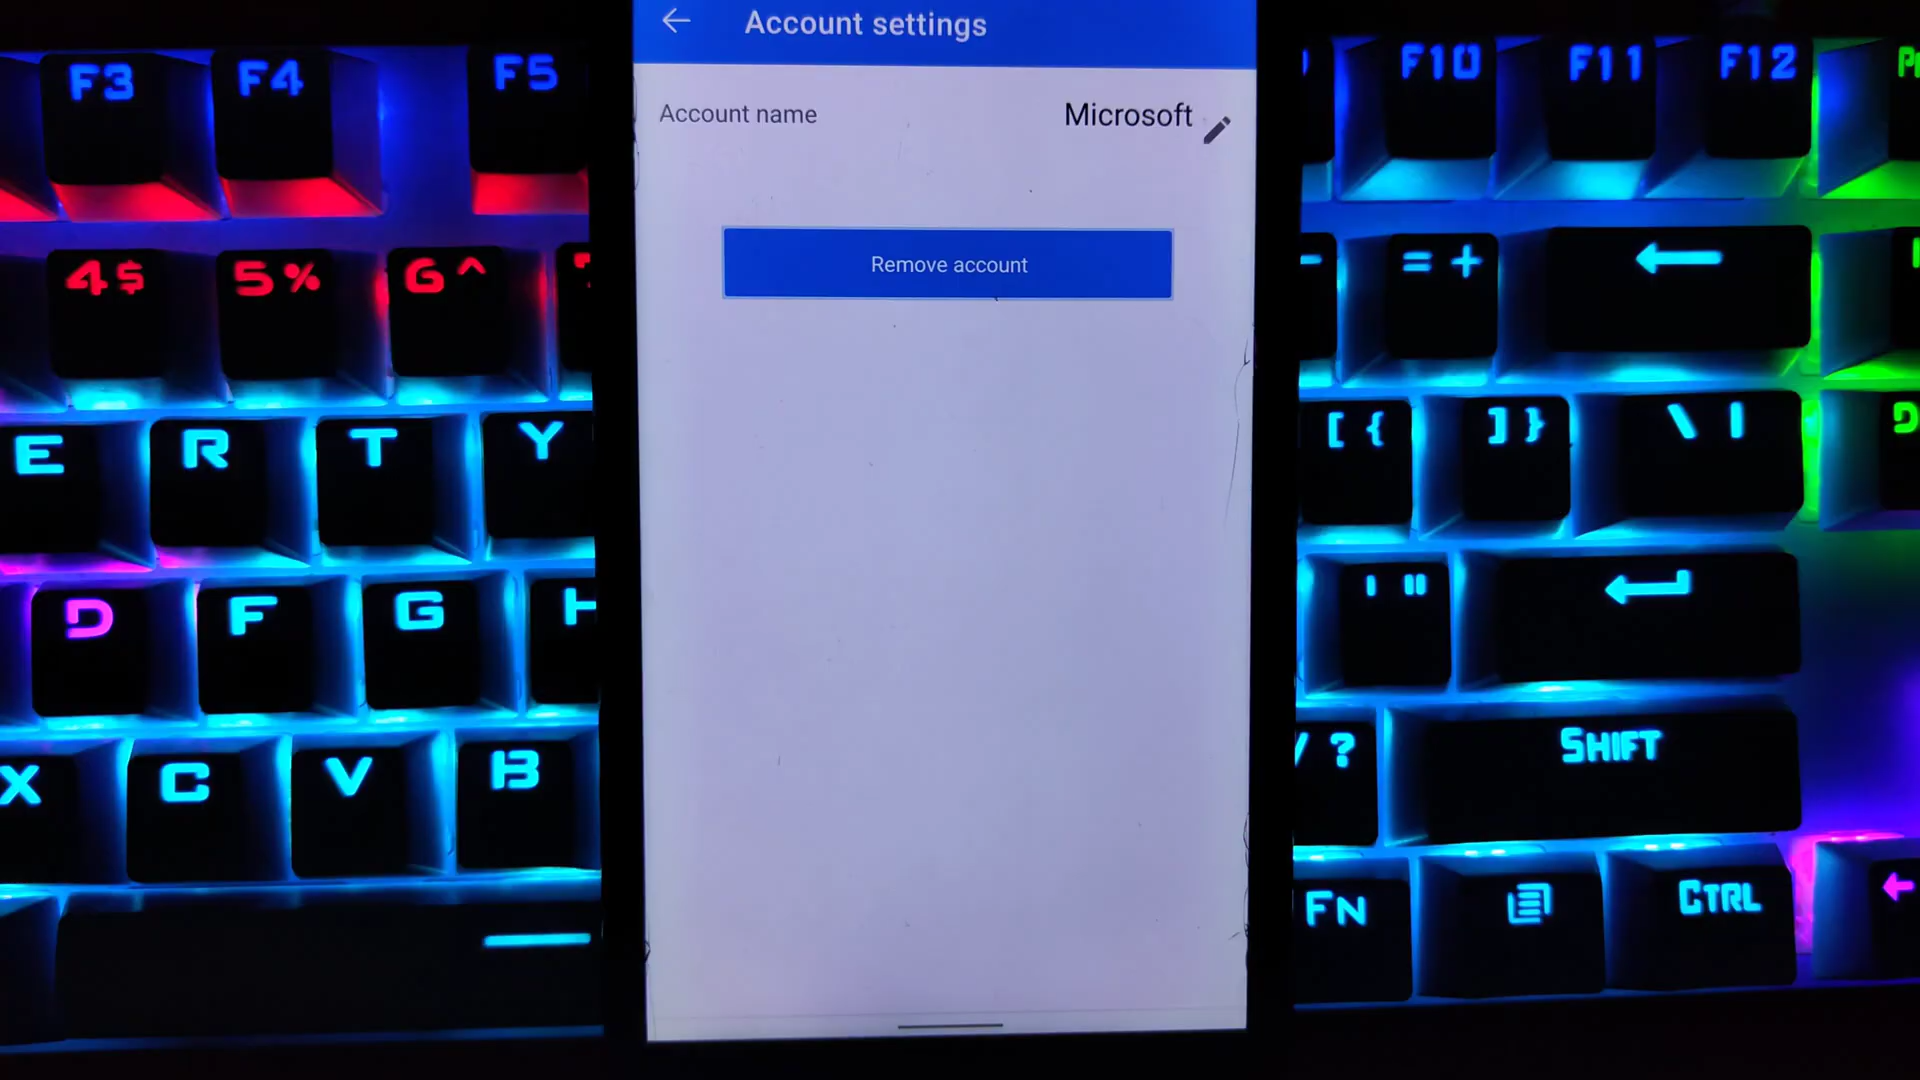 Account settings
Account name Microsoft
Remove account
F3 F4 F5 F10 F11 F12
4$ 5% 6^ = +
E R T Y [ { ] } \ |
D F G H ' "
X C V B / ? SHIFT
FN CTRL